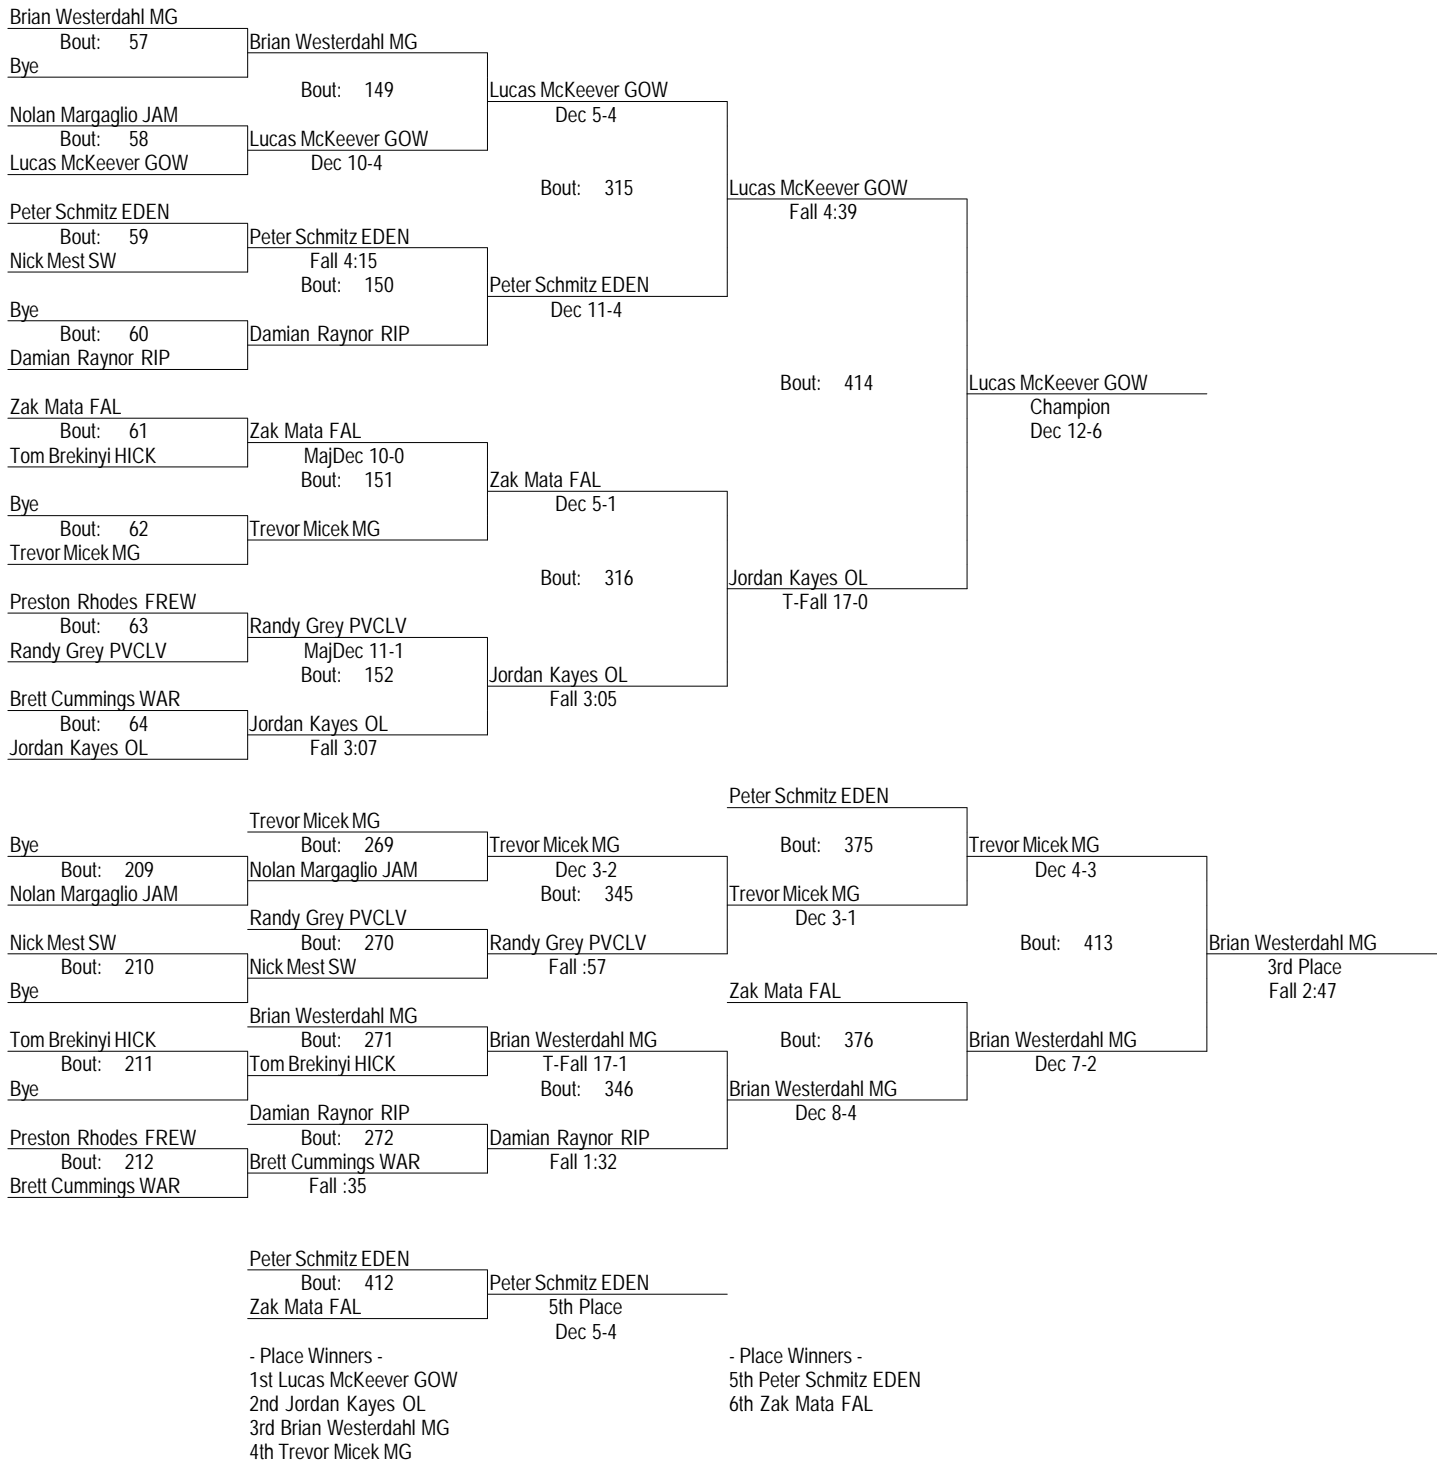 Brian Westerdahl MG
Bout: 57 Brian Westerdahl MG
Bye
Bout: 149 Lucas McKeever GOW
Nolan Margaglio JAM Dec 5-4
Bout: 58 Lucas McKeever GOW
Lucas McKeever GOW Dec 10-4
Bout: 315 Lucas McKeever GOW
Peter Schmitz EDEN Fall 4:39
Bout: 59 Peter Schmitz EDEN
Nick Mest SW Fall 4:15
Bout: 150 Peter Schmitz EDEN
Bye Dec 11-4
Bout: 60 Damian Raynor RIP
Damian Raynor RIP
Bout: 414 Lucas McKeever GOW
Zak Mata FAL Champion
Bout: 61 Zak Mata FAL Dec 12-6
Tom Brekinyi HICK MajDec 10-0
Bout: 151 Zak Mata FAL
Bye Dec 5-1
Bout: 62 Trevor Micek MG
Trevor Micek MG
Bout: 316 Jordan Kayes OL
Preston Rhodes FREW T-Fall 17-0
Bout: 63 Randy Grey PVCLV
Randy Grey PVCLV MajDec 11-1
Bout: 152 Jordan Kayes OL
Brett Cummings WAR Fall 3:05
Bout: 64 Jordan Kayes OL
Jordan Kayes OL Fall 3:07
Peter Schmitz EDEN
Trevor Micek MG
Bye Bout: 269 Trevor Micek MG Bout: 375 Trevor Micek MG
Bout: 209 Nolan Margaglio JAM Dec 3-2 Dec 4-3
Nolan Margaglio JAM Bout: 345 Trevor Micek MG
Randy Grey PVCLV Dec 3-1
Nick Mest SW Bout: 270 Randy Grey PVCLV Bout: 413 Brian Westerdahl MG
Bout: 210 Nick Mest SW Fall :57 3rd Place
Bye Zak Mata FAL Fall 2:47
Brian Westerdahl MG
Tom Brekinyi HICK Bout: 271 Brian Westerdahl MG Bout: 376 Brian Westerdahl MG
Bout: 211 Tom Brekinyi HICK T-Fall 17-1 Dec 7-2
Bye Bout: 346 Brian Westerdahl MG
Damian Raynor RIP Dec 8-4
Preston Rhodes FREW Bout: 272 Damian Raynor RIP
Bout: 212 Brett Cummings WAR Fall 1:32
Brett Cummings WAR Fall :35
Peter Schmitz EDEN
Bout: 412 Peter Schmitz EDEN
Zak Mata FAL 5th Place
Dec 5-4
- Place Winners - - Place Winners -
1st Lucas McKeever GOW 5th Peter Schmitz EDEN
2nd Jordan Kayes OL 6th Zak Mata FAL
3rd Brian Westerdahl MG
4th Trevor Micek MG